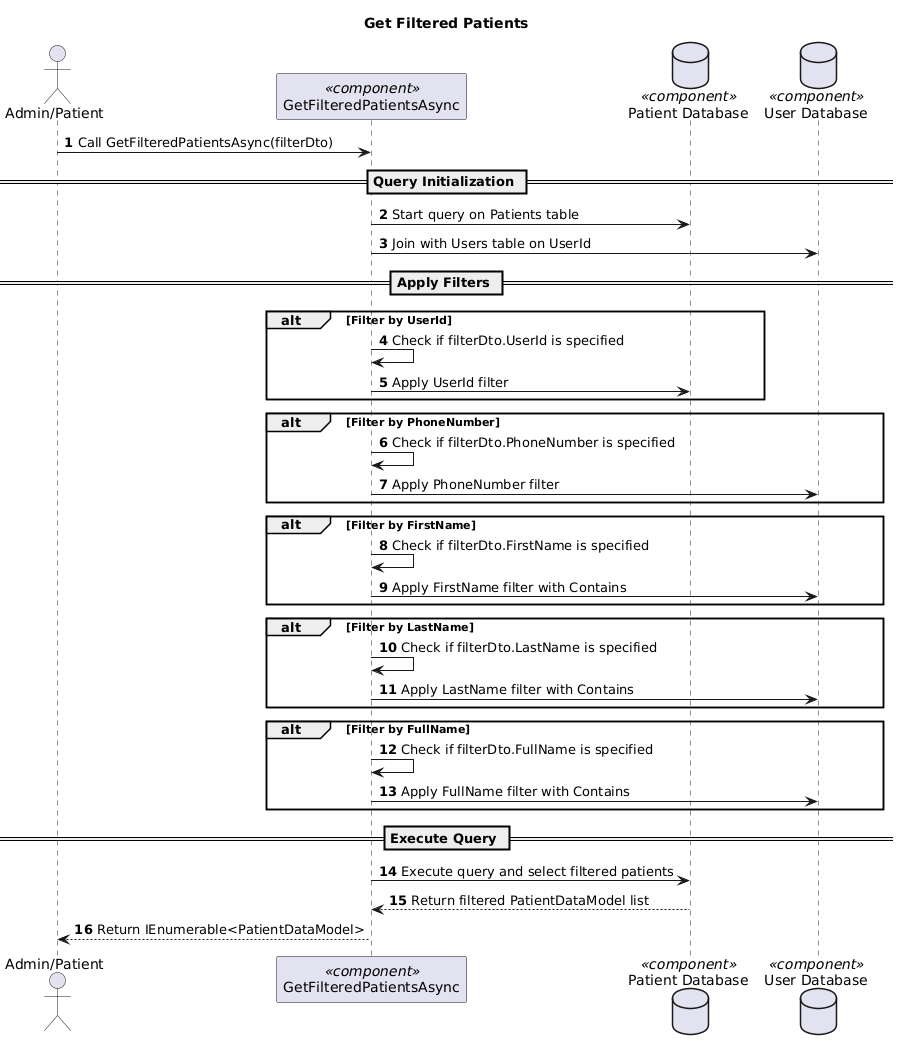 Get Filtered Patients
Admin/Patient
«component»
GetFilteredPatientsAsync
«component»
Patient Database
«component»
User Database
1 Call GetFilteredPatientsAsync(filterDto)
Query Initialization
2 Start query on Patients table
3 Join with Users table on UserId
Apply Filters
alt [Filter by UserId]
4 Check if filterDto.UserId is specified
5 Apply UserId filter
alt [Filter by PhoneNumber]
6 Check if filterDto.PhoneNumber is specified
7 Apply PhoneNumber filter
alt [Filter by FirstName]
8 Check if filterDto.FirstName is specified
9 Apply FirstName filter with Contains
alt [Filter by LastName]
10 Check if filterDto.LastName is specified
11 Apply LastName filter with Contains
alt [Filter by FullName]
12 Check if filterDto.FullName is specified
13 Apply FullName filter with Contains
Execute Query
14 Execute query and select filtered patients
15 Return filtered PatientDataModel list
16 Return IEnumerable<PatientDataModel>
Admin/Patient
«component»
GetFilteredPatientsAsync
«component»
Patient Database
«component»
User Database